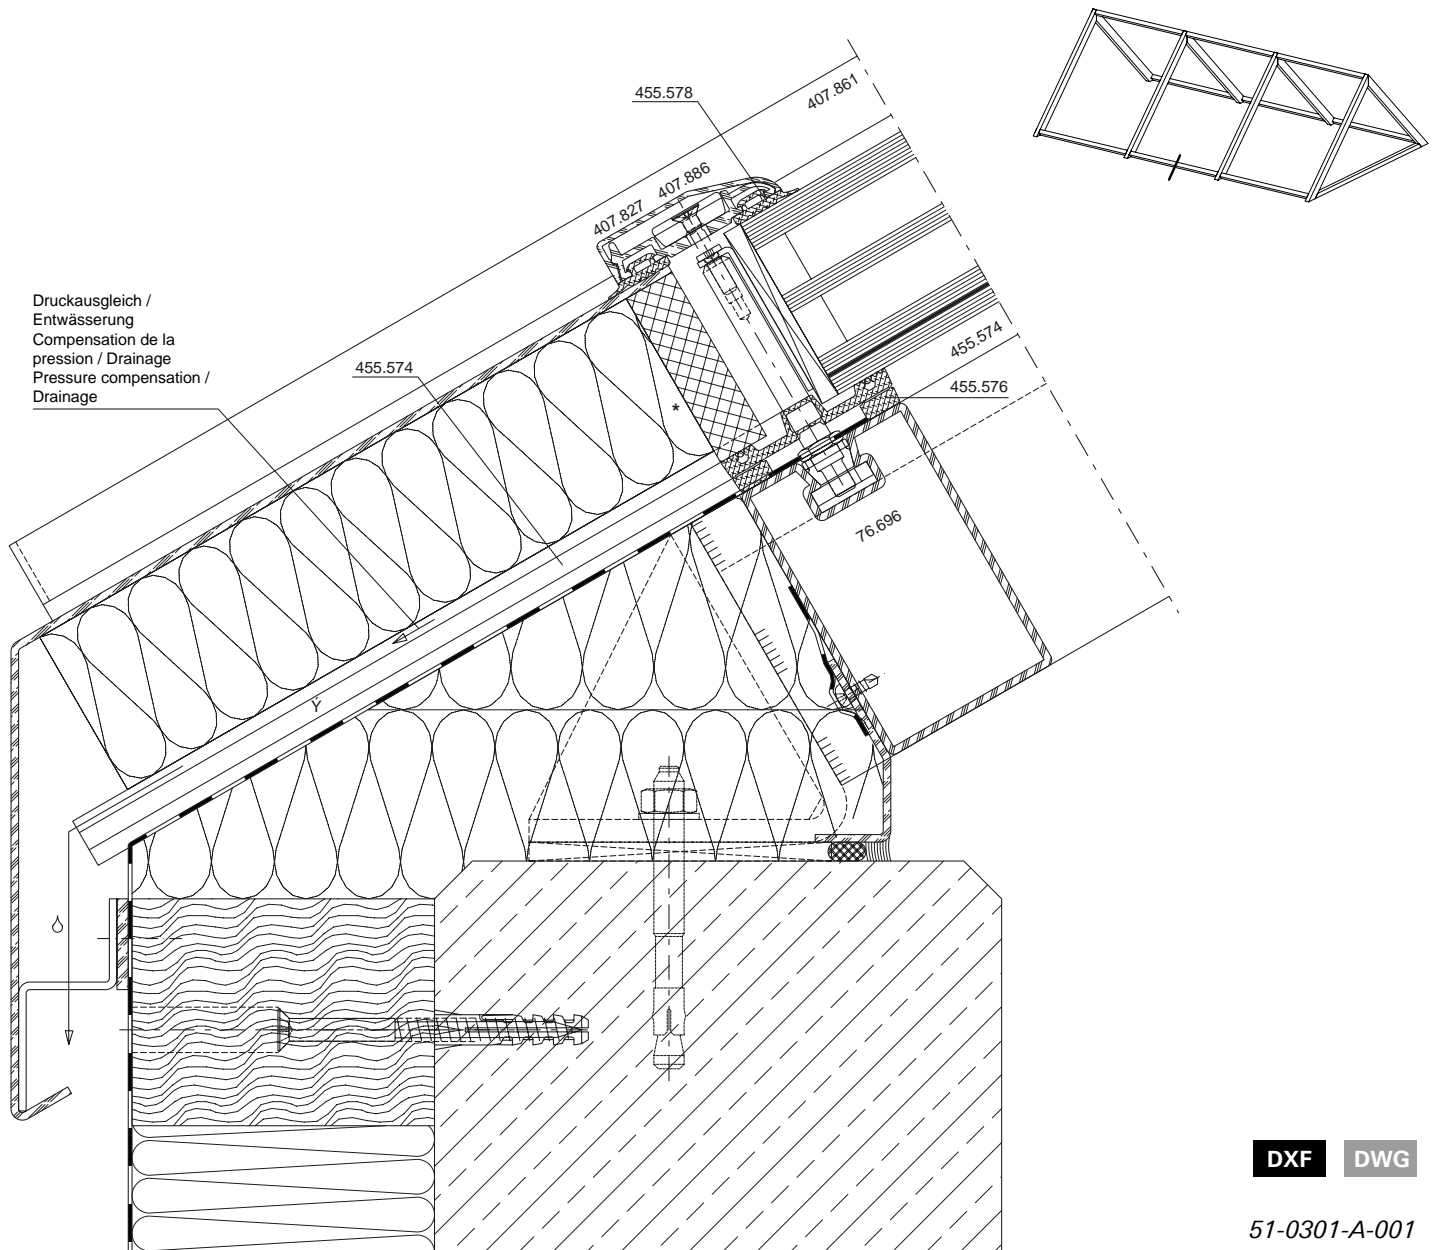 455.578
407.861
407.886
407.827
Druckausgleich /
Entwässerung
Compensation de la
pression / Drainage
Pressure compensation /
Drainage
455.574
455.574
455.576
*
76.696
Ÿ
DXF DWG
51-0301-A-001